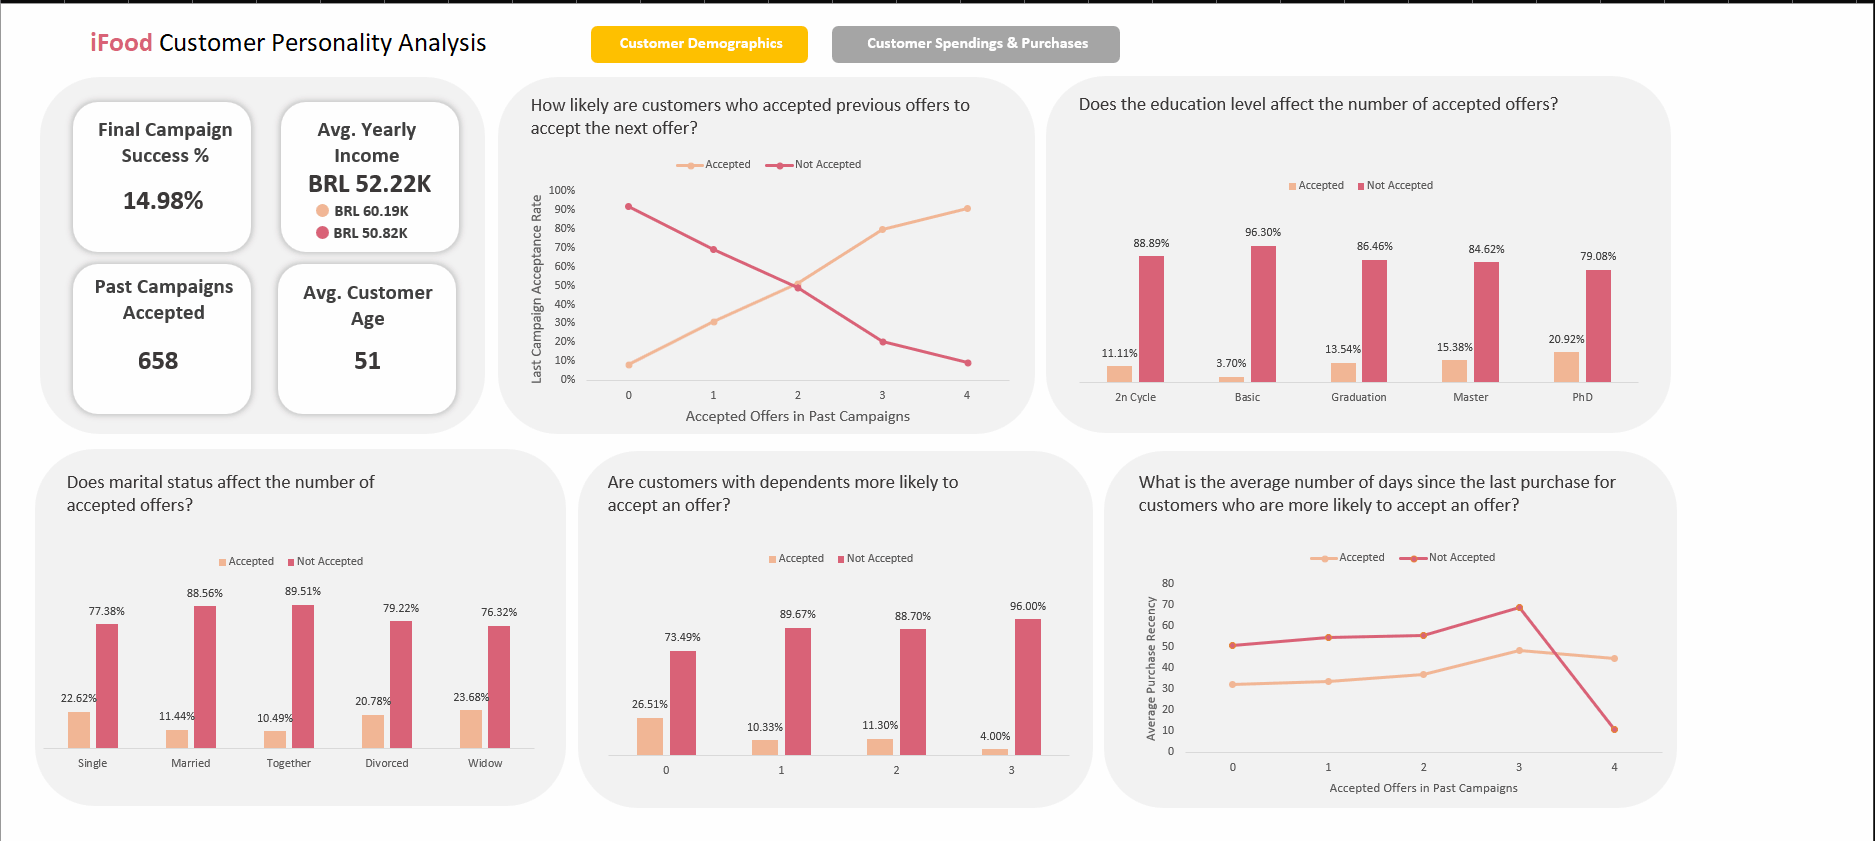 iFood Customer Personality Analysis
Customer Demographics
Customer Spendings & Purchases
Final Campaign
Success %
14.98%
Avg. Yearly
Income
BRL 52.22K
BRL 60.19K
BRL 50.82K
Past Campaigns
Accepted
658
Avg. Customer
Age
51
How likely are customers who accepted previous offers to
accept the next offer?
Accepted
Not Accepted
Last Campaign Acceptance Rate
100%
90%
80%
70%
60%
50%
40%
30%
20%
10%
0%
0 1 2 3 4
Accepted Offers in Past Campaigns
Does the education level affect the number of accepted offers?
Accepted
Not Accepted
88.89%
96.30%
86.46%
84.62%
79.08%
11.11%
3.70%
13.54%
15.38%
20.92%
2n Cycle Basic Graduation Master PhD
Does marital status affect the number of
accepted offers?
Accepted
Not Accepted
77.38%
88.56%
89.51%
79.22%
76.32%
22.62%
11.44%
10.49%
20.78%
23.68%
Single Married Together Divorced Widow
Are customers with dependents more likely to
accept an offer?
Accepted
Not Accepted
73.49%
89.67%
88.70%
96.00%
26.51%
10.33%
11.30%
4.00%
0 1 2 3
What is the average number of days since the last purchase for
customers who are more likely to accept an offer?
Accepted
Not Accepted
Average Purchase Recency
80
70
60
50
40
30
20
10
0
0 1 2 3 4
Accepted Offers in Past Campaigns